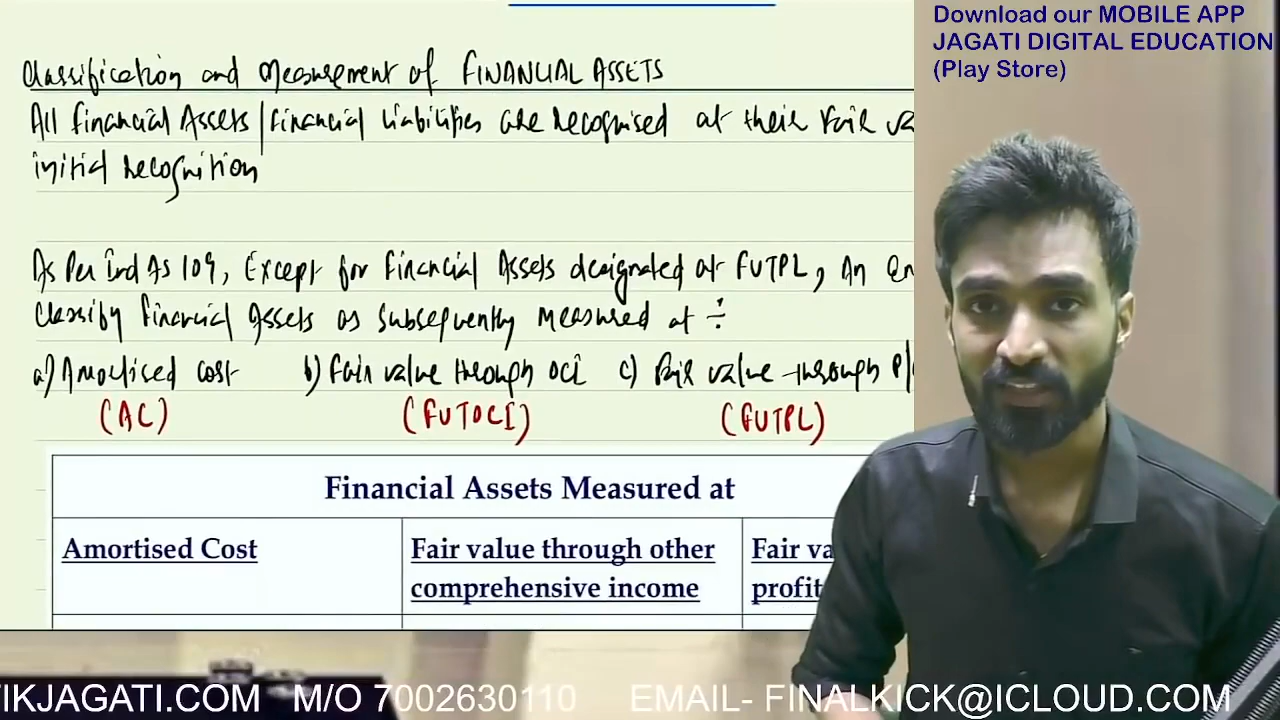 Download our MOBILE APP
JAGATI DIGITAL EDUCATION
(Play Store)
Classification and Measurement of FINANCIAL ASSETS
All Financial Assets/Financial Liabilities are recognised at their Fair va
initial recognition
As Per Ind AS 109, Except for Financial Assets designated at FVTPL, An En
Classify Financial Assets as subsequently Measured at ÷
a) Amortised cost b) Fair value through OCI c) Fair value through P/
(AC) (FVTOCI) (FVTPL)
Financial Assets Measured at
Amortised Cost
Fair value through other
comprehensive income
Fair va
profit
TIKJAGATI.COM M/O 7002630110 EMAIL- FINALKICK@ICLOUD.COM